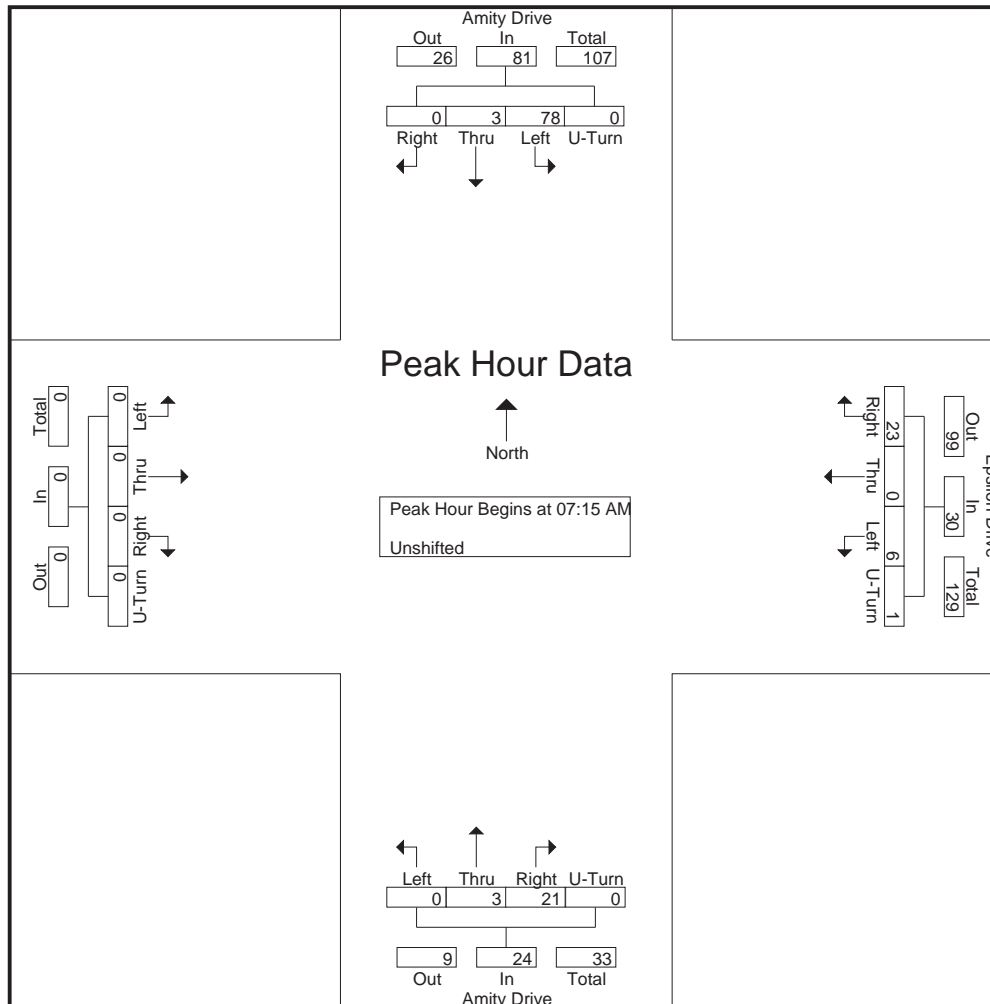 Amity Drive
Out In Total
26 81 107
0 3 78 0
Right Thru Left U-Turn
Peak Hour Data
North
Peak Hour Begins at 07:15 AM
Unshifted
Total In Out
0 0 0
0 0 0 0
Left Thru Right U-Turn
Right Thru Left U-Turn
23 0 6 1
99 30 129
Out In Total
Epsilon Drive
Left Thru Right U-Turn
0 3 21 0
9 24 33
Out In Total
Amity Drive